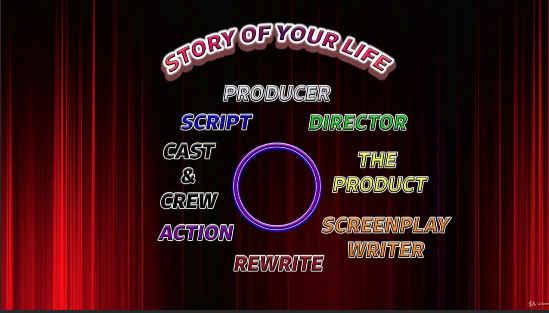 STORY OF YOUR LIFE
PRODUCER
SCRIPT
DIRECTOR
CAST
&
CREW
THE
PRODUCT
ACTION
SCREENPLAY
WRITER
REWRITE